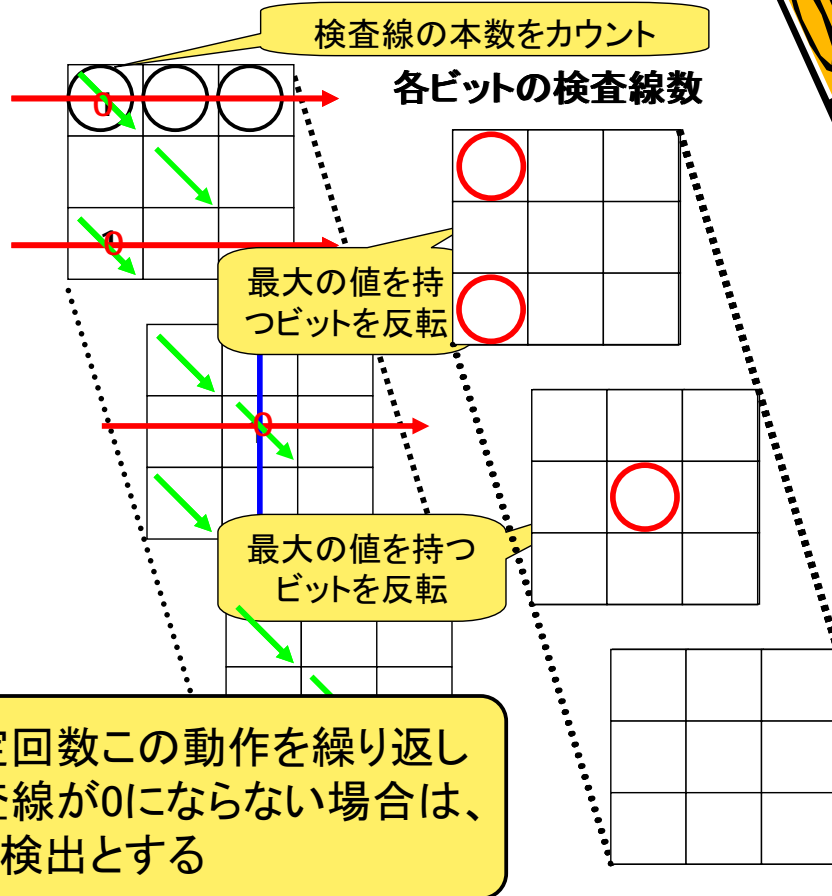 検査線の本数をカウント
各ビットの検査線数
0
0
最大の値を持
つビットを反転
0
最大の値を持つ
ビットを反転
定回数この動作を繰り返し
査線が0にならない場合は、
検出とする